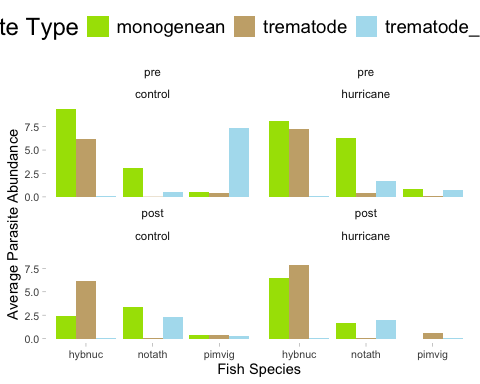 te Type monogenean trematode trematode_
pre pre
control hurricane
7.5
5.0
2.5
0.0
post post
control hurricane
7.5
5.0
2.5
0.0
Average Parasite Abundance
hybnuc notath pimvig hybnuc notath pimvig
Fish Species